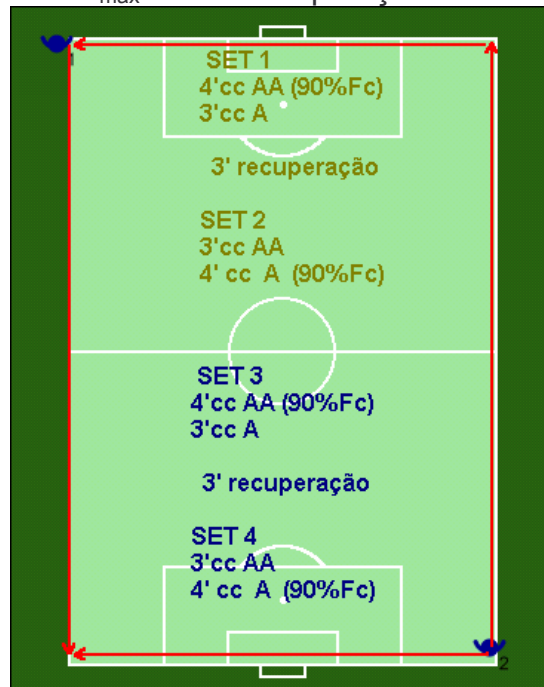 max
1
SET 1
4'cc AA (90%Fc)
3'cc A
3' recuperação
SET 2
3'cc AA
4' cc A (90%Fc)
SET 3
4'cc AA (90%Fc)
3'cc A
3' recuperação
SET 4
3'cc AA
4' cc A (90%Fc)
2